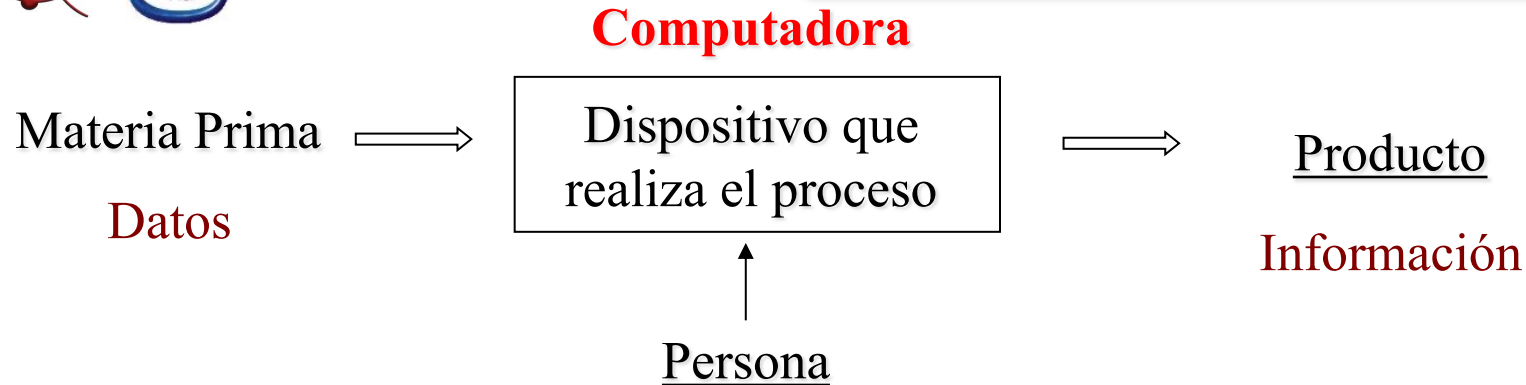 Computadora
Materia Prima
Datos
Dispositivo que
realiza el proceso
Producto
Información
Persona